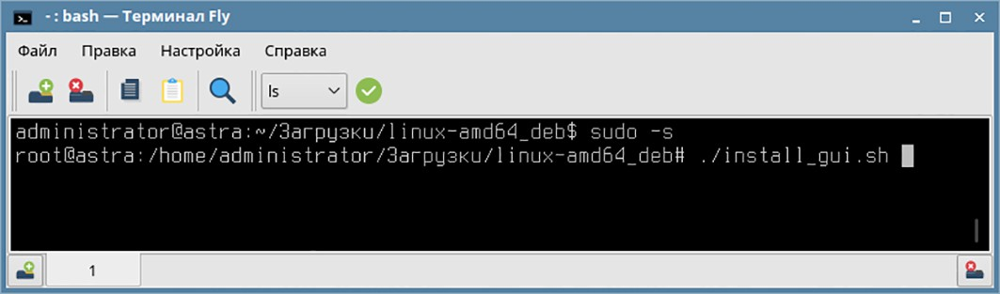 - : bash — Терминал Fly
Файл Правка Настройка Справка
ls
administrator@astra:~/Загрузки/linux-amd64_deb$ sudo -s
root@astra:/home/administrator/Загрузки/linux-amd64_deb# ./install_gui.sh
1